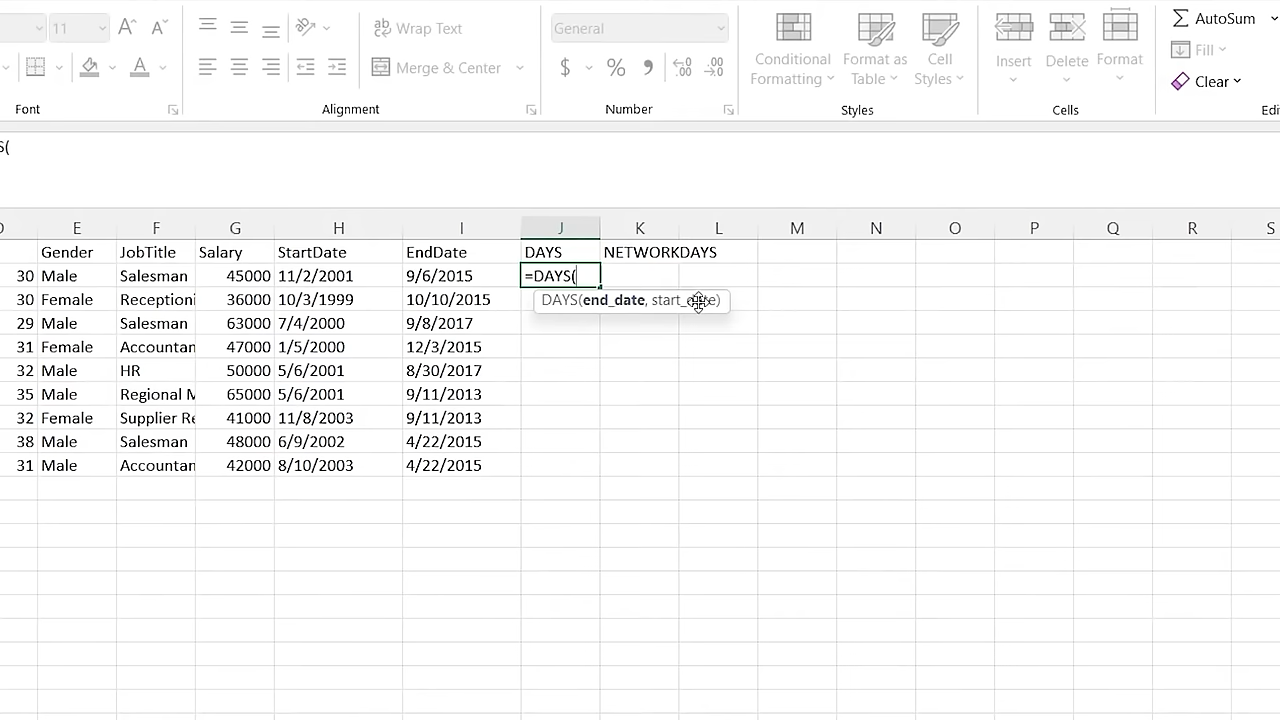 11 Wrap Text General AutoSum
Merge & Center $ % Conditional Formatting Format as Table Cell Styles Insert Delete Format Fill
Clear
Font Alignment Number Styles Cells
S(
E F G H I J K L M N O P Q R S
Gender JobTitle Salary StartDate EndDate DAYS NETWORKDAYS
30 Male Salesman 45000 11/2/2001 9/6/2015 =DAYS(
30 Female Receptioni 36000 10/3/1999 10/10/2015 DAYS(end_date, start_date)
29 Male Salesman 63000 7/4/2000 9/8/2017
31 Female Accountan 47000 1/5/2000 12/3/2015
32 Male HR 50000 5/6/2001 8/30/2017
35 Male Regional M 65000 5/6/2001 9/11/2013
32 Female Supplier Re 41000 11/8/2003 9/11/2013
38 Male Salesman 48000 6/9/2002 4/22/2015
31 Male Accountan 42000 8/10/2003 4/22/2015